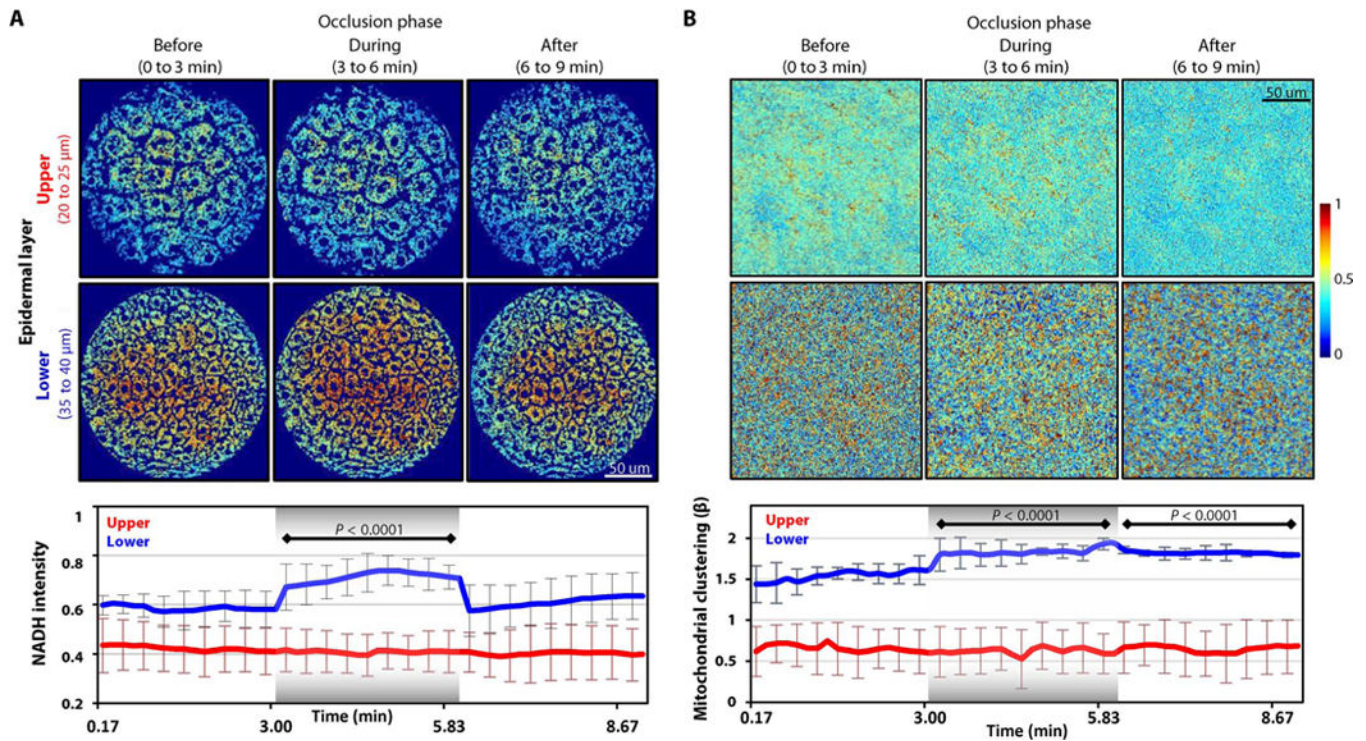 A
Occlusion phase
Before
(0 to 3 min)
During
(3 to 6 min)
After
(6 to 9 min)
Epidermal layer
Upper
(20 to 25 µm)
Lower
(35 to 40 µm)
50 um
NADH intensity
1
0.8
0.6
0.4
0.2
Upper
Lower
P < 0.0001
0.17
3.00
5.83
8.67
Time (min)
B
Occlusion phase
Before
(0 to 3 min)
During
(3 to 6 min)
After
(6 to 9 min)
50 um
1
0.5
0
Mitochondrial clustering (β)
2
1.5
1
0.5
0
Upper
Lower
P < 0.0001
P < 0.0001
0.17
3.00
5.83
8.67
Time (min)